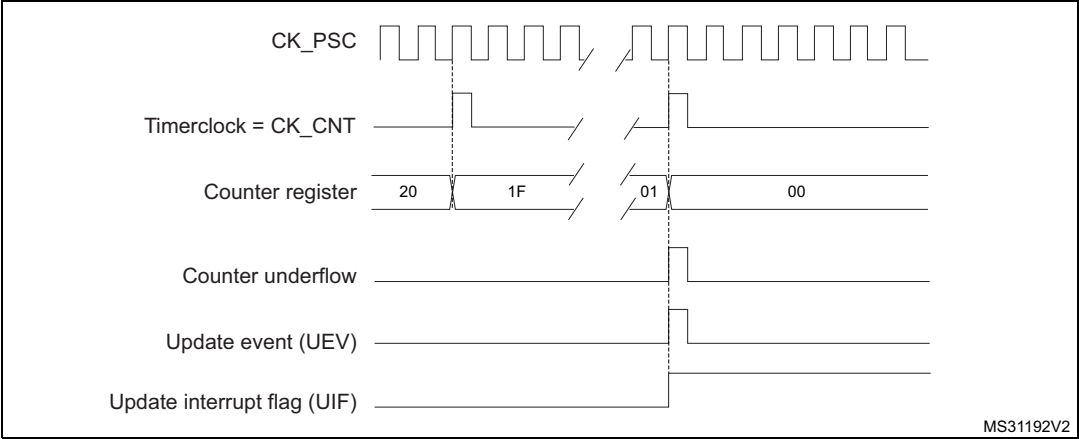 CK_PSC
Timerclock = CK_CNT
Counter register
20 1F 01 00
Counter underflow
Update event (UEV)
Update interrupt flag (UIF)
MS31192V2